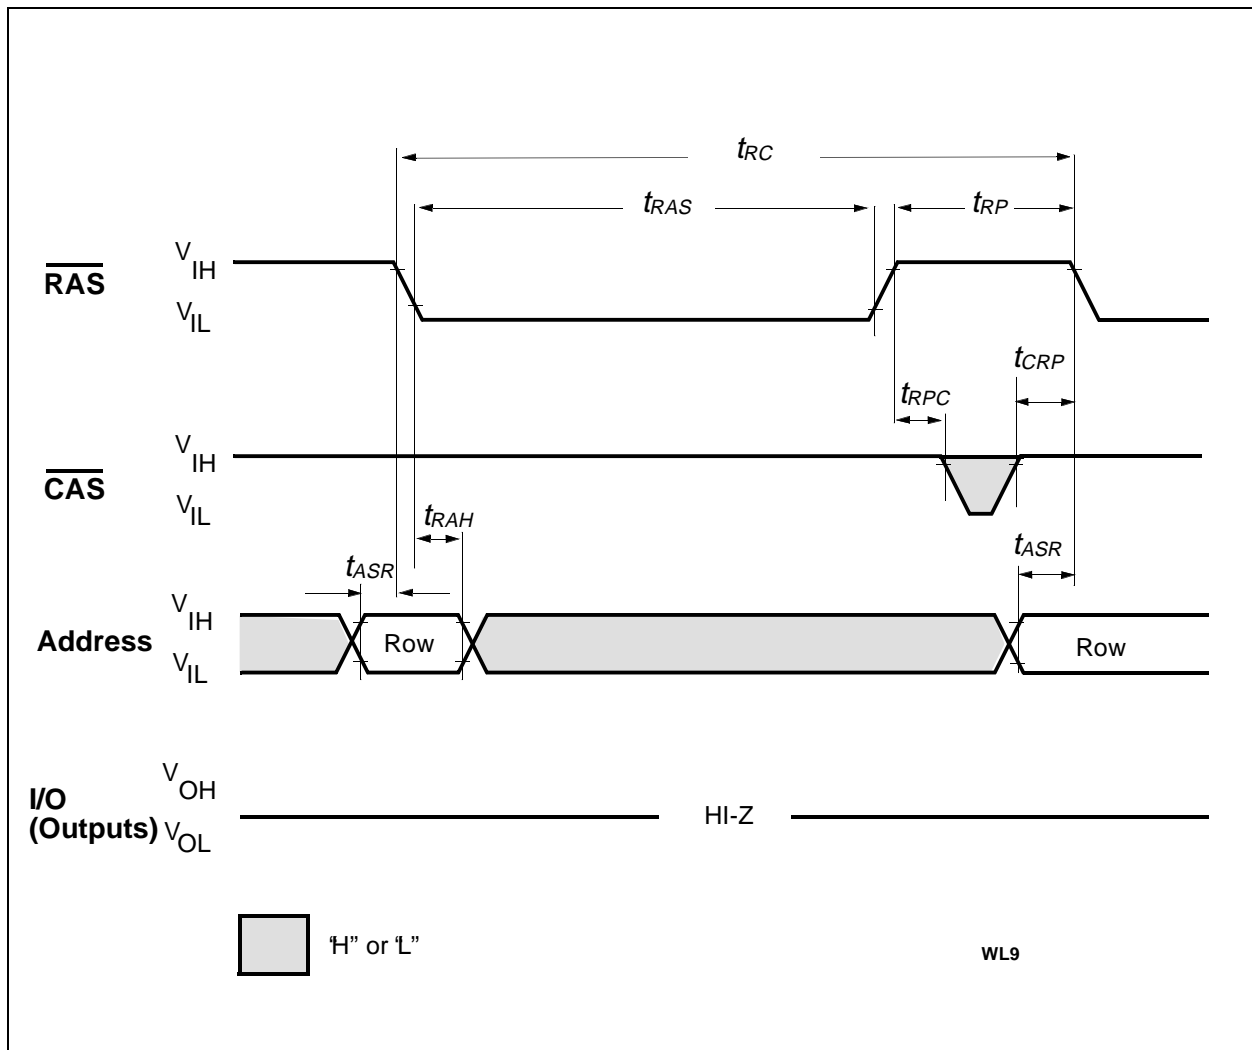 tRC
tRAS
tRP
RAS
VIH
VIL
tCRP
tRPC
CAS
VIH
VIL
tRAH
tASR
tASR
Address
VIH
VIL
Row
Row
I/O
(Outputs)
VOH
VOL
HI-Z
“H” or “L”
WL9